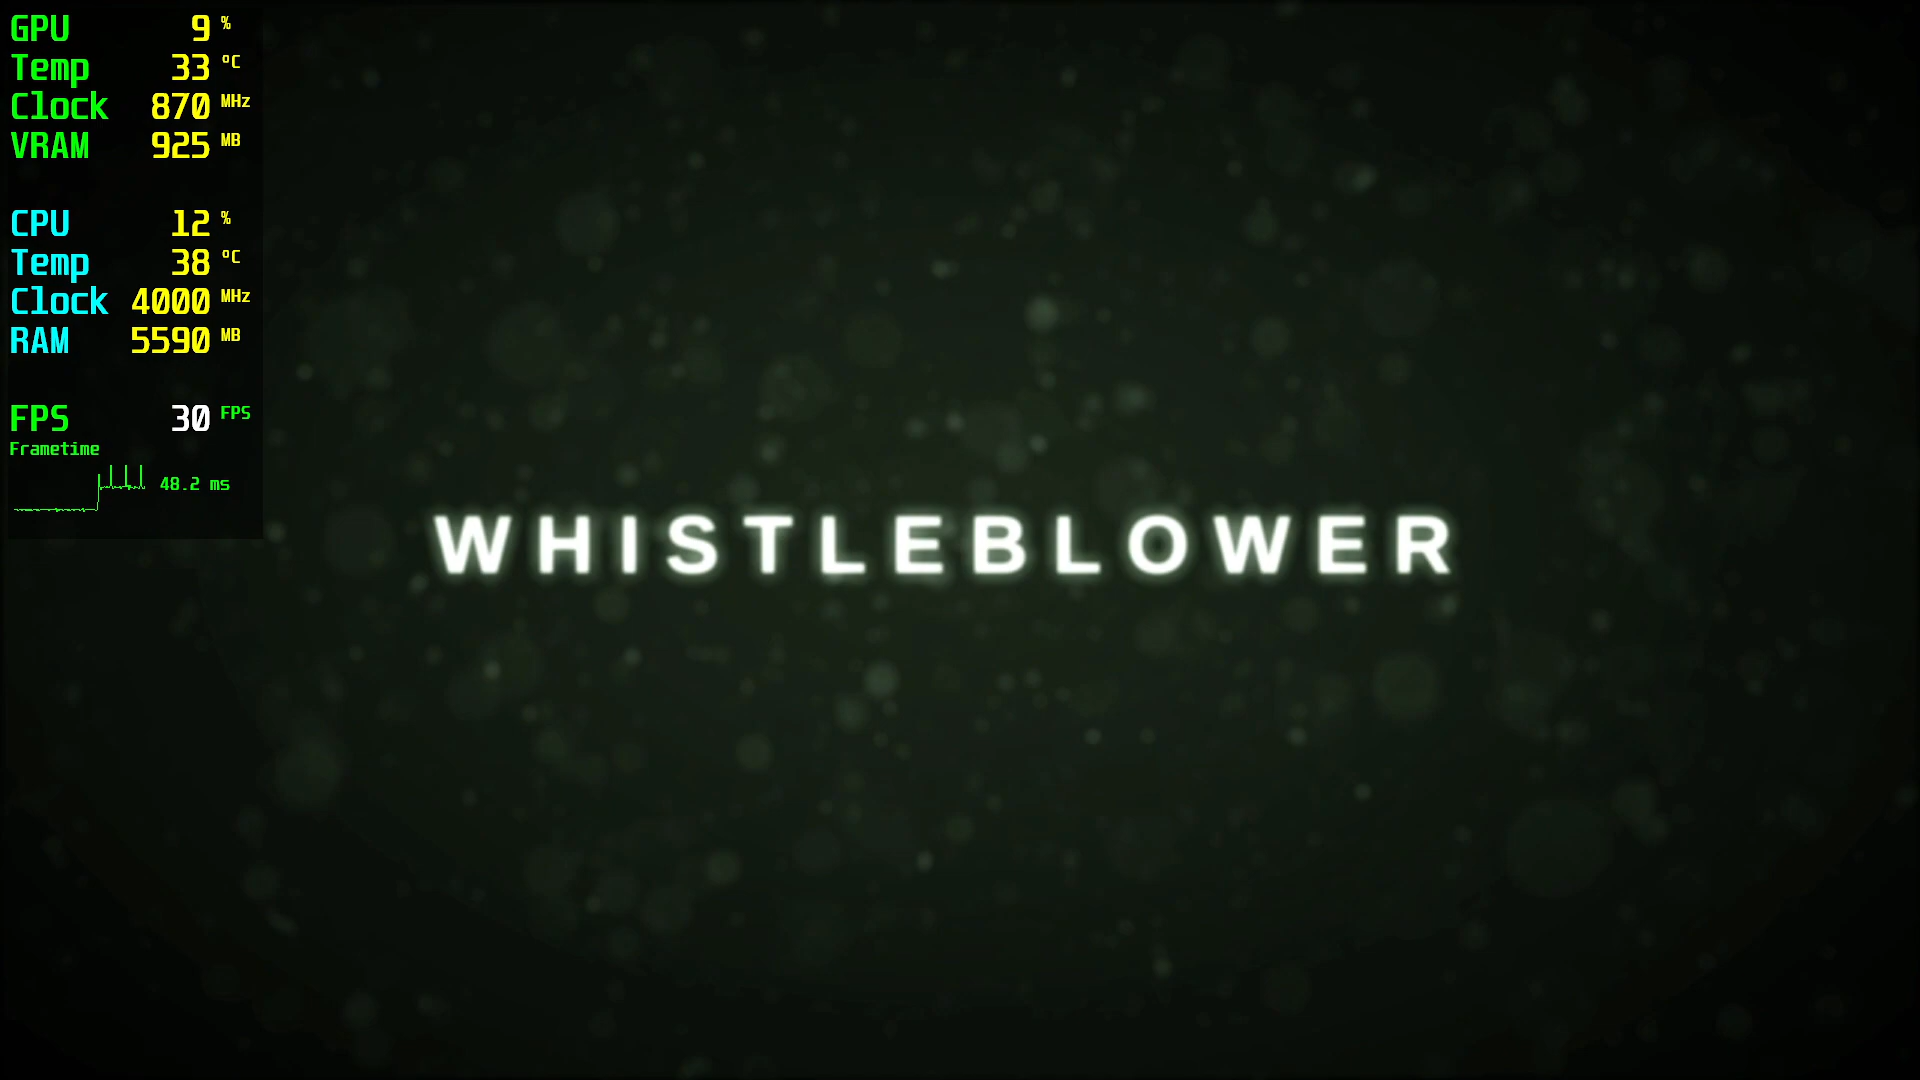 GPU 9 %
Temp 33 °C
Clock 870 MHz
VRAM 925 MB
CPU 12 %
Temp 38 °C
Clock 4000 MHz
RAM 5590 MB
FPS 30 FPS
Frametime
48.2 ms
WHISTLEBLOWER